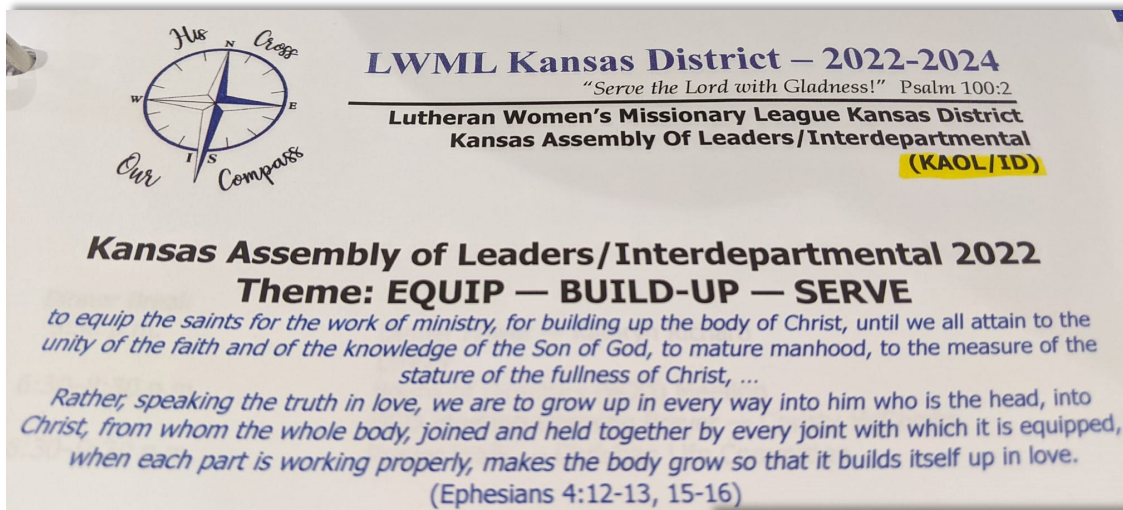 His Cross
N
W E
I S
Our Compass
LWML Kansas District – 2022-2024
“Serve the Lord with Gladness!” Psalm 100:2
Lutheran Women’s Missionary League Kansas District
Kansas Assembly Of Leaders/Interdepartmental
(KAOL/ID)
Kansas Assembly of Leaders/Interdepartmental 2022
Theme: EQUIP — BUILD-UP — SERVE
to equip the saints for the work of ministry, for building up the body of Christ, until we all attain to the
unity of the faith and of the knowledge of the Son of God, to mature manhood, to the measure of the
stature of the fullness of Christ, ...
Rather, speaking the truth in love, we are to grow up in every way into him who is the head, into
Christ, from whom the whole body, joined and held together by every joint with which it is equipped,
when each part is working properly, makes the body grow so that it builds itself up in love.
(Ephesians 4:12-13, 15-16)